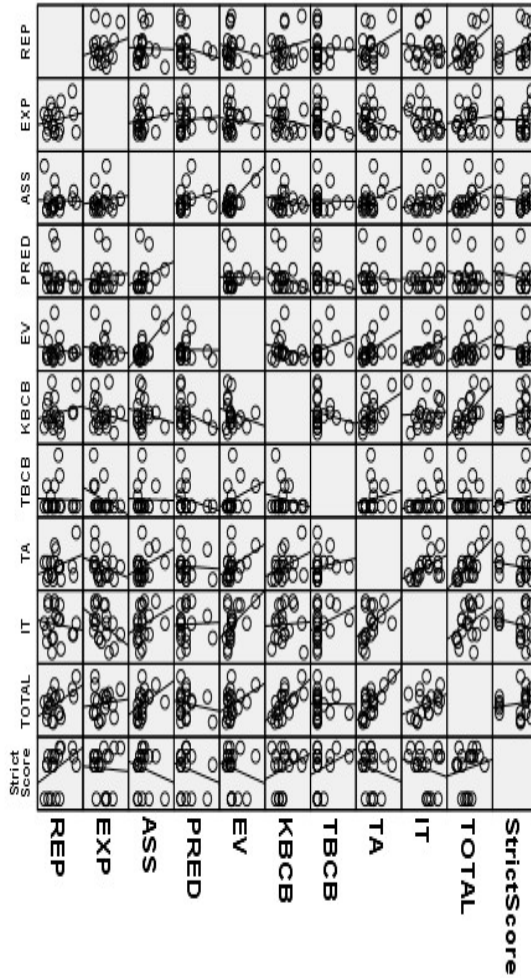 REP
EXP
ASS
PRED
EV
KBCB
TBCB
TA
IT
TOTAL
Strict
Score
REP
EXP
ASS
PRED
EV
KBCB
TBCB
TA
IT
TOTAL
StrictScore